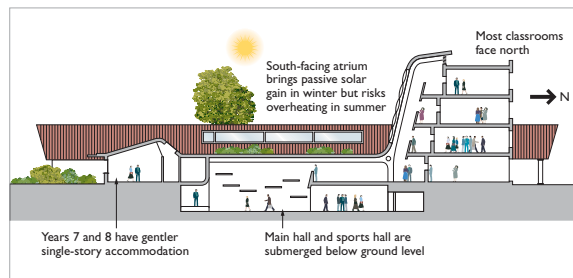 Most classrooms
face north
South-facing atrium
brings passive solar
gain in winter but risks
overheating in summer
N
Years 7 and 8 have gentler
single-story accommodation
Main hall and sports hall are
submerged below ground level